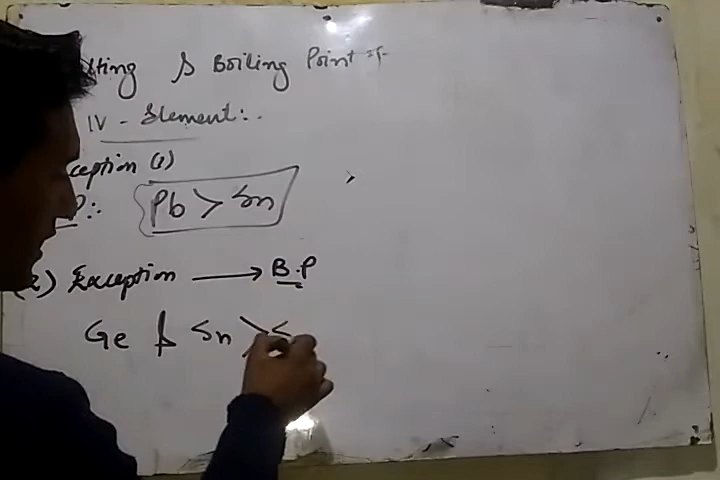 lting & Boiling Point of
IV - Element:.
ception (1)
P:: Pb > Sn
(2) Exception → B.P
Ge & Sn > S